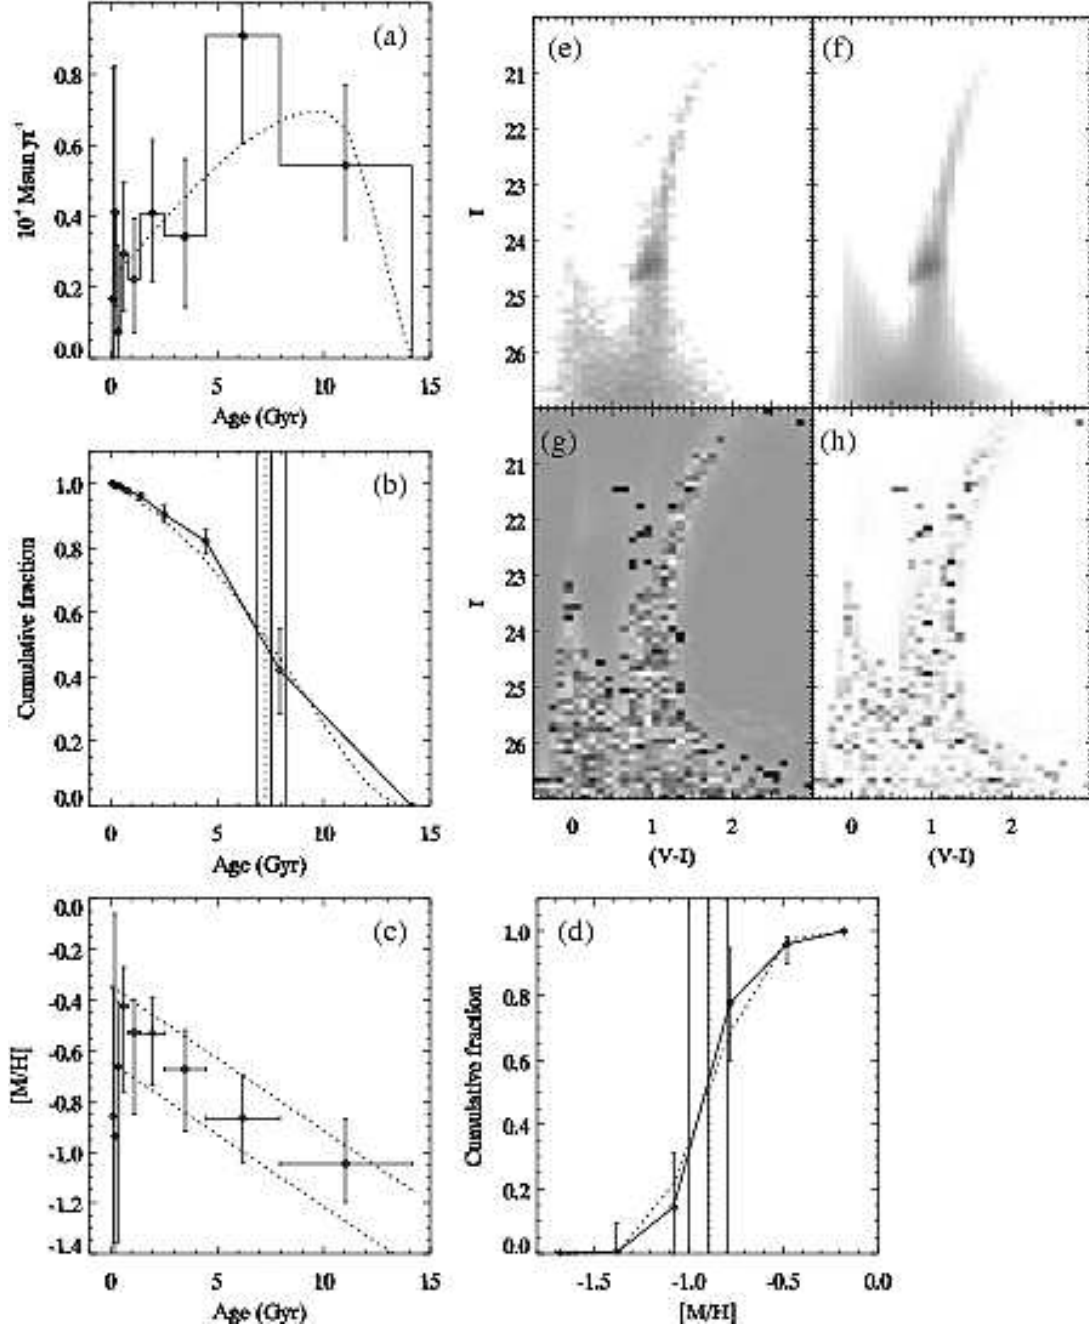 (a)
0.8
0.6
0.4
0.2
0.0
10⁻⁴ Msun yr⁻¹
0 5 10 15
Age (Gyr)
(b)
1.0
0.8
0.6
0.4
0.2
0.0
Cumulative fraction
0 5 10 15
Age (Gyr)
(c)
0.0
-0.2
-0.4
-0.6
-0.8
-1.0
-1.2
-1.4
[M/H]
0 5 10 15
Age (Gyr)
(e)
(f)
21
22
23
24
25
26
I
(g)
(h)
21
22
23
24
25
26
I
0 1 2
(V-I)
0 1 2
(V-I)
(d)
1.0
0.8
0.6
0.4
0.2
0.0
Cumulative fraction
-1.5 -1.0 -0.5 0.0
[M/H]